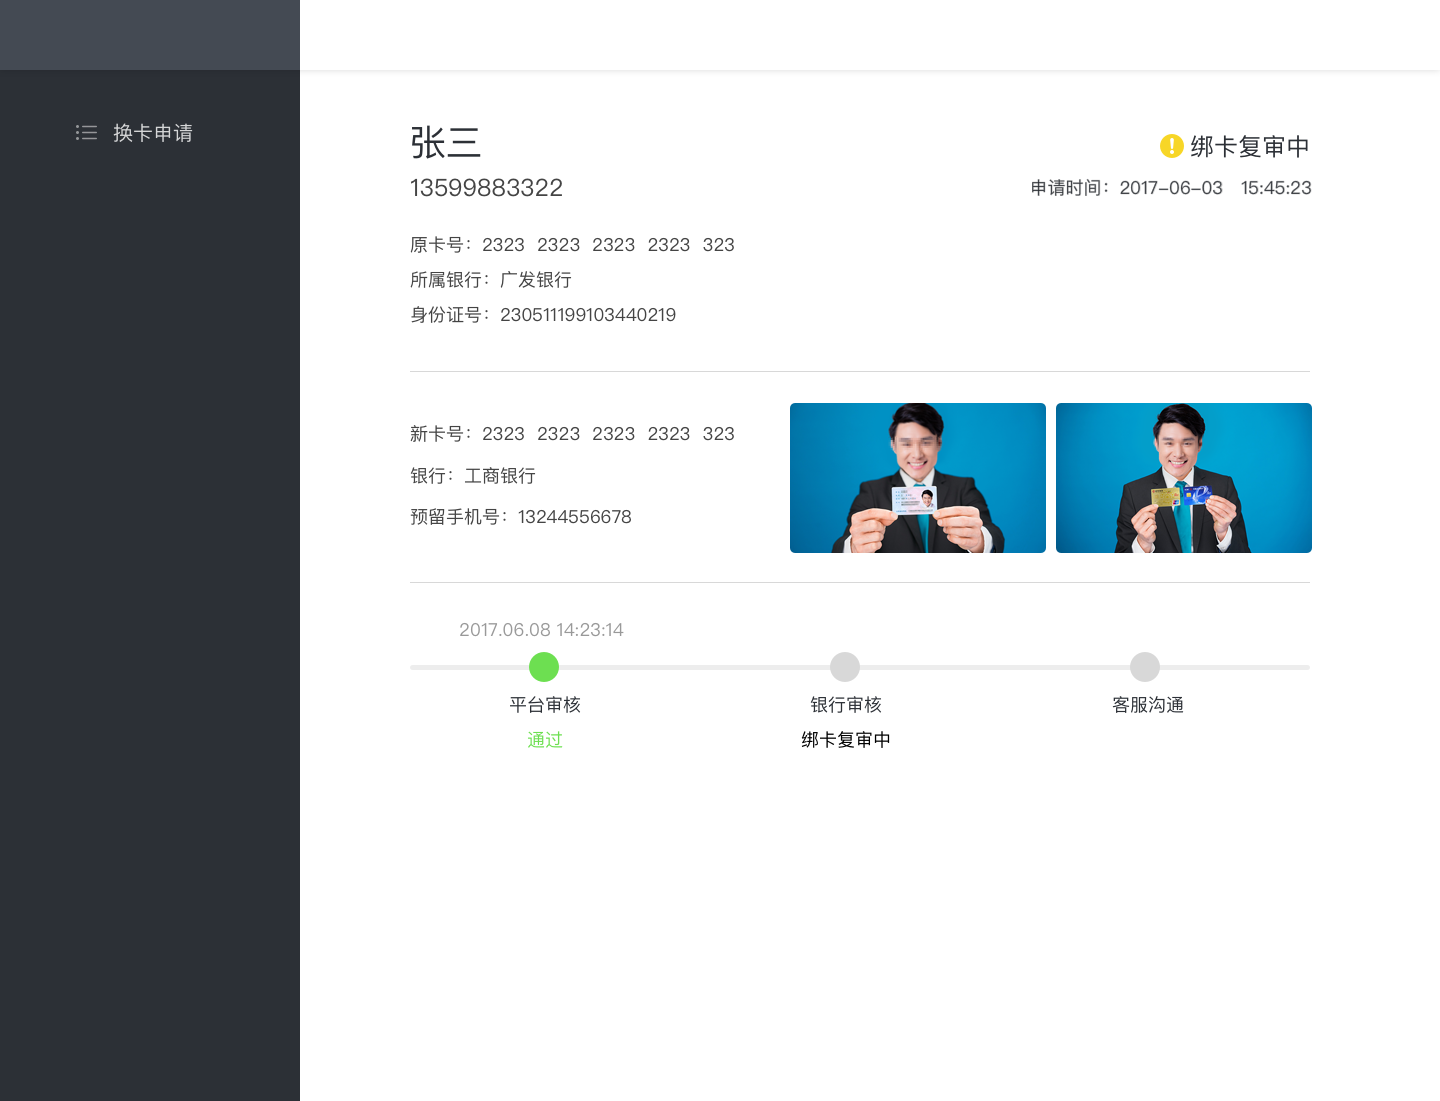 换卡申请
张三
绑卡复审中
13599883322
申请时间：2017-06-03 15:45:23
原卡号：2323 2323 2323 2323 323
所属银行：广发银行
身份证号：230511199103440219
新卡号：2323 2323 2323 2323 323
银行：工商银行
预留手机号：13244556678
2017.06.08 14:23:14
平台审核
银行审核
客服沟通
通过
绑卡复审中